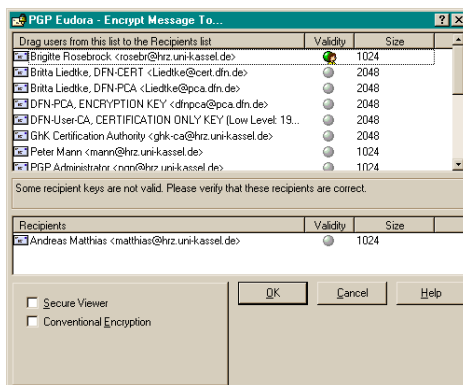 PGP Eudora - Encrypt Message To...
Drag users from this list to the Recipients list Validity Size
Brigitte Rosebrock <rosebr@hrz.uni-kassel.de> 1024
Britta Liedtke, DFN-CERT <Liedtke@cert.dfn.de> 2048
Britta Liedtke, DFN-PCA <Liedtke@pca.dfn.de> 2048
DFN-PCA, ENCRYPTION KEY <dfnpca@pca.dfn.de> 2048
DFN-User-CA, CERTIFICATION ONLY KEY (Low Level: 19... 2048
GhK Certification Authority <ghk-ca@hrz.uni-kassel.de> 2048
Peter Mann <mann@hrz.uni-kassel.de> 1024
PGP Administrator <pgp@hrz.uni-kassel.de> 1024
Some recipient keys are not valid. Please verify that these recipients are correct.
Recipients Validity Size
Andreas Matthias <matthias@hrz.uni-kassel.de> 1024
OK Cancel Help
Secure Viewer
Conventional Encryption